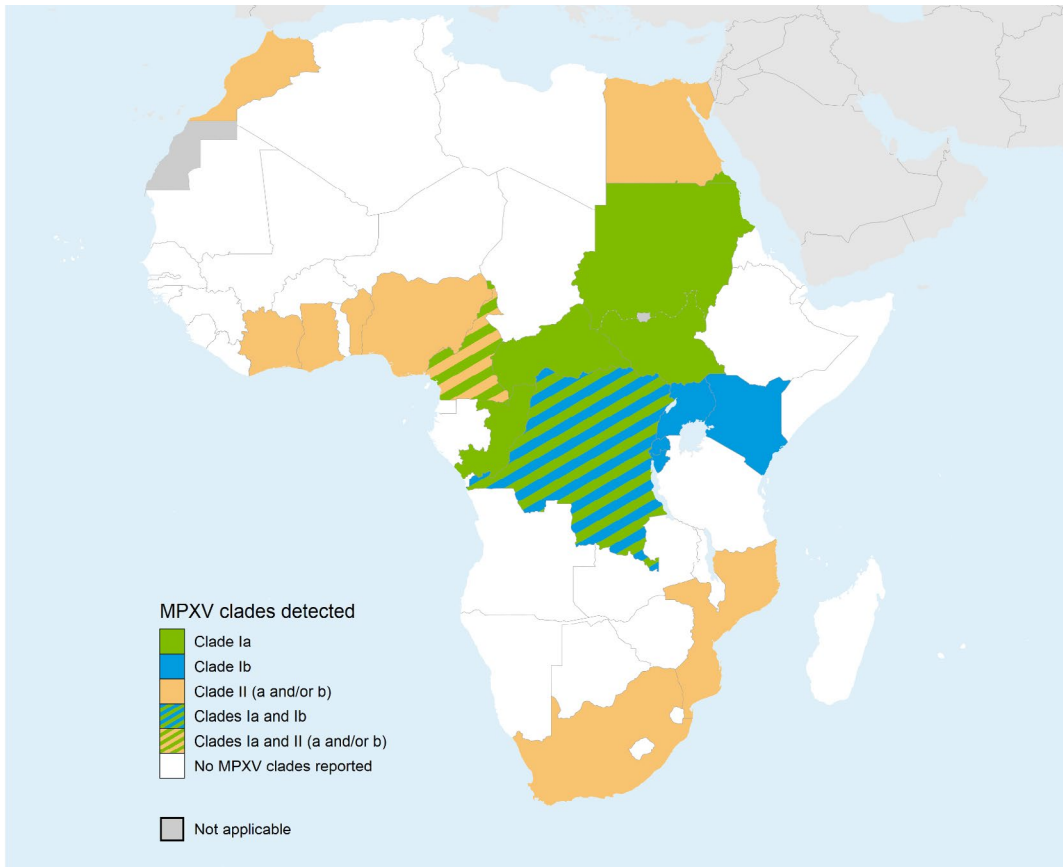 MPXV clades detected
Clade Ia
Clade Ib
Clade II (a and/or b)
Clades Ia and Ib
Clades Ia and II (a and/or b)
No MPXV clades reported
Not applicable